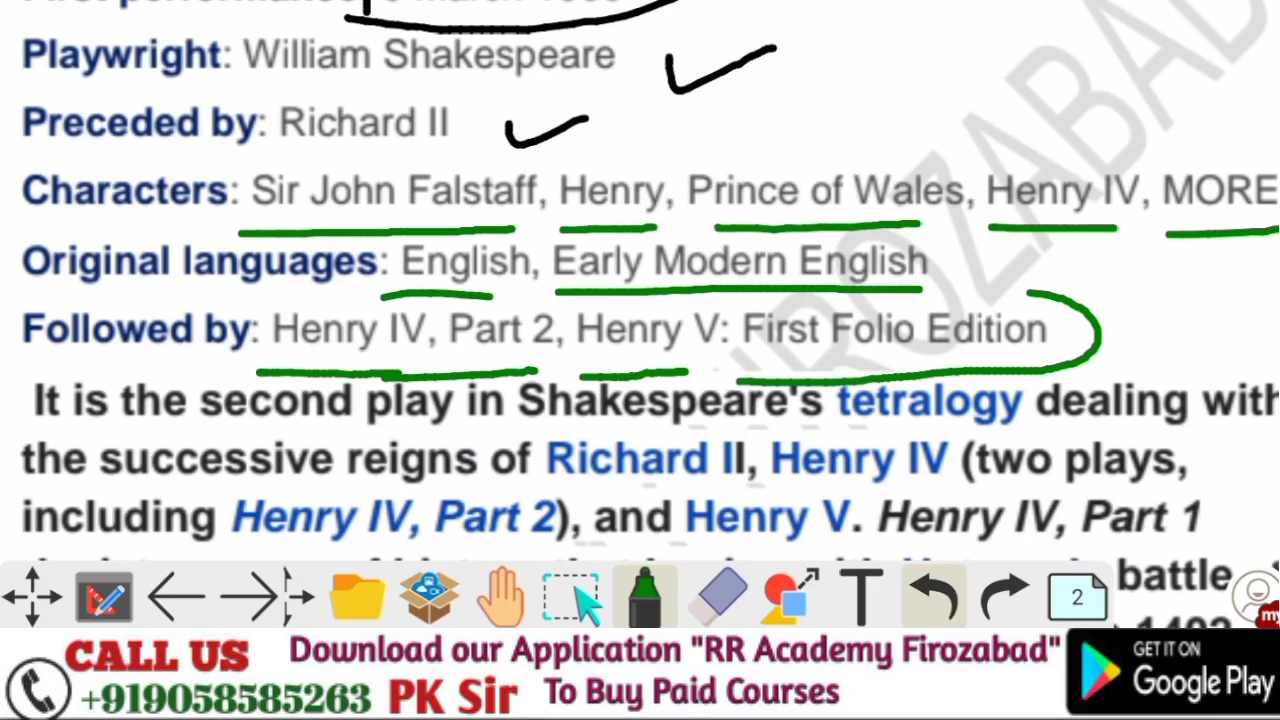 Playwright: William Shakespeare
Preceded by: Richard II
Characters: Sir John Falstaff, Henry, Prince of Wales, Henry IV, MORE
Original languages: English, Early Modern English
Followed by: Henry IV, Part 2, Henry V: First Folio Edition
It is the second play in Shakespeare's tetralogy dealing with
the successive reigns of Richard II, Henry IV (two plays,
including Henry IV, Part 2), and Henry V. Henry IV, Part 1
battle
2
CALL US
+919058585263 PK Sir
Download our Application "RR Academy Firozabad"
To Buy Paid Courses
GET IT ON
Google Play